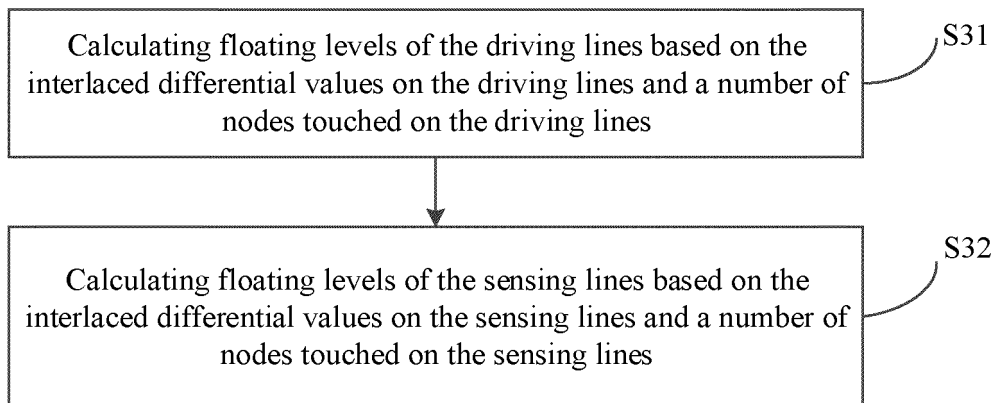 Calculating floating levels of the driving lines based on the
interlaced differential values on the driving lines and a number of
nodes touched on the driving lines
S31
Calculating floating levels of the sensing lines based on the
interlaced differential values on the sensing lines and a number of
nodes touched on the sensing lines
S32